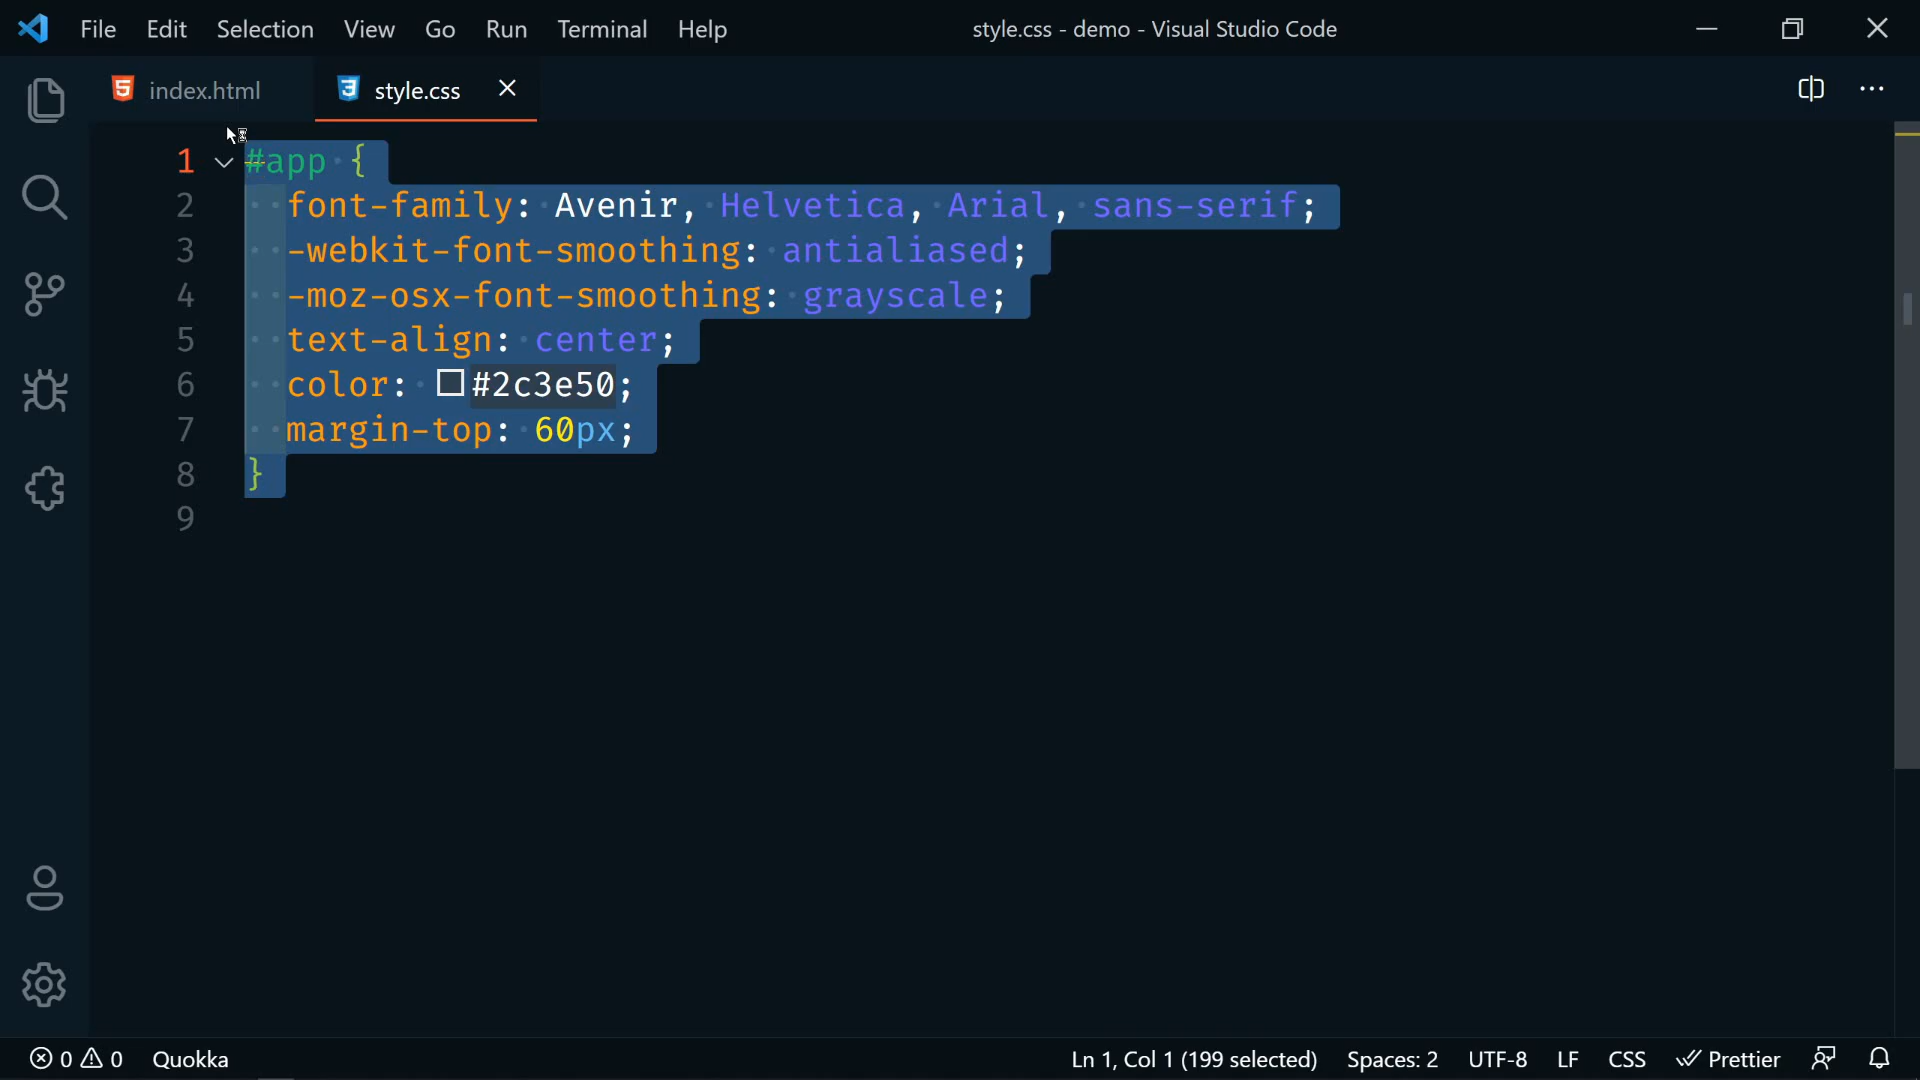 File Edit Selection View Go Run Terminal Help style.css - demo - Visual Studio Code
index.html style.css
1 #app {
2 font-family: Avenir, Helvetica, Arial, sans-serif;
3 -webkit-font-smoothing: antialiased;
4 -moz-osx-font-smoothing: grayscale;
5 text-align: center;
6 color: #2c3e50;
7 margin-top: 60px;
8 }
9
0 0 Quokka Ln 1, Col 1 (199 selected) Spaces: 2 UTF-8 LF CSS Prettier